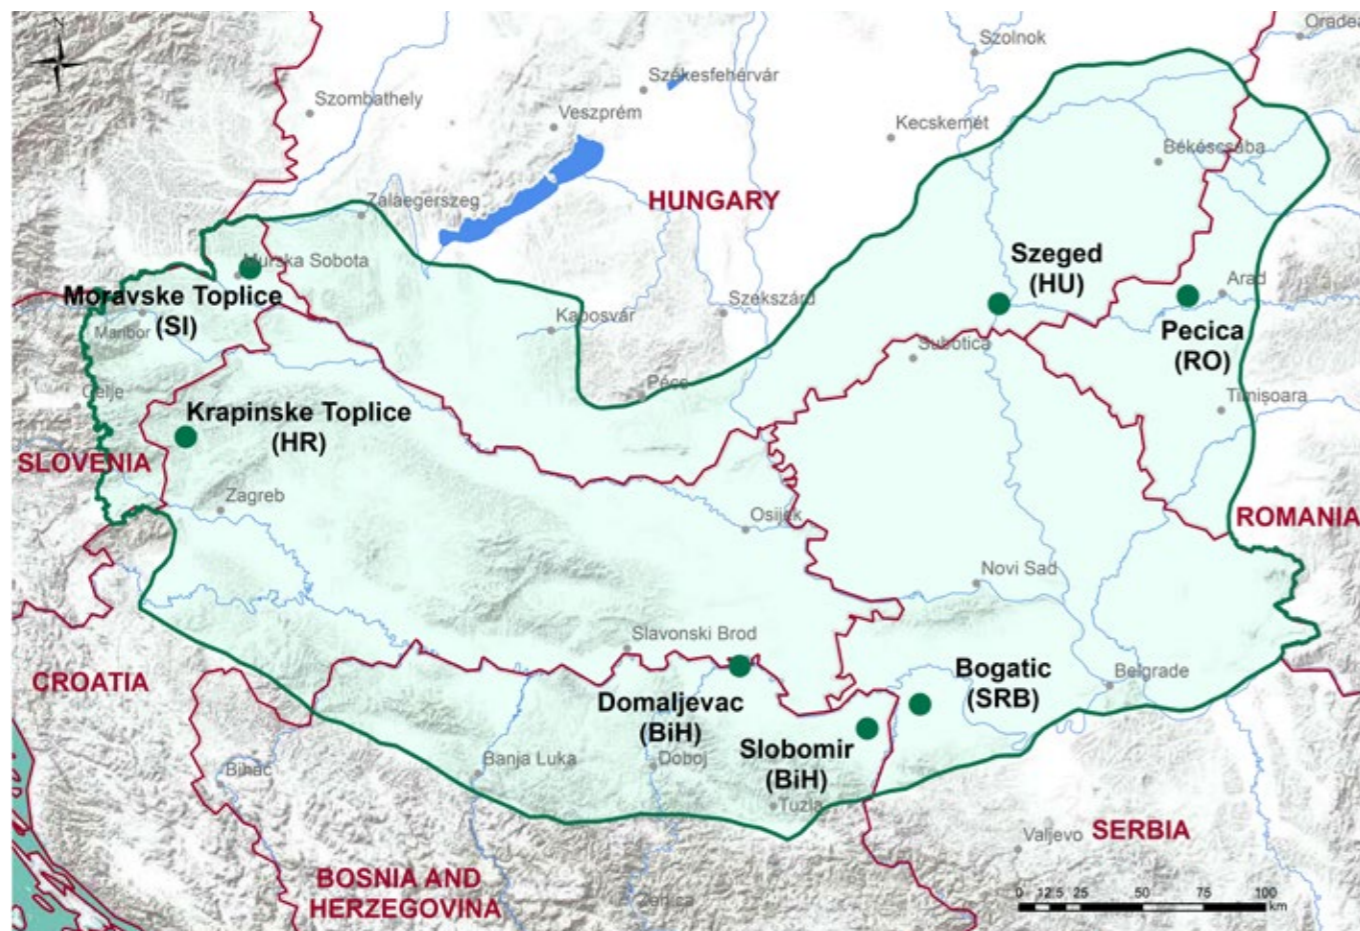 Oradea
Szolnok
Székesfehérvár
Szombathely
Veszprém
Kecskemét
Békéscsaba
HUNGARY
Zalaegerszeg
Szeged
(HU)
Murska Sobota
Moravske Toplice
(SI)
Maribor
Arad
Szekszárd
Kaposvár
Pecica
(RO)
Subotica
Pécs
Celje
Timișoara
Krapinske Toplice
(HR)
SLOVENIA
Zagreb
Osijek
ROMANIA
Novi Sad
Slavonski Brod
CROATIA
Bogatic
(SRB)
Belgrade
Domaljevac
(BiH)
Slobomir
(BiH)
Banja Luka
Doboj
Bihać
Tuzla
SERBIA
Valjevo
BOSNIA AND
HERZEGOVINA
Zenica
0 12,5 25 50 75 100
km